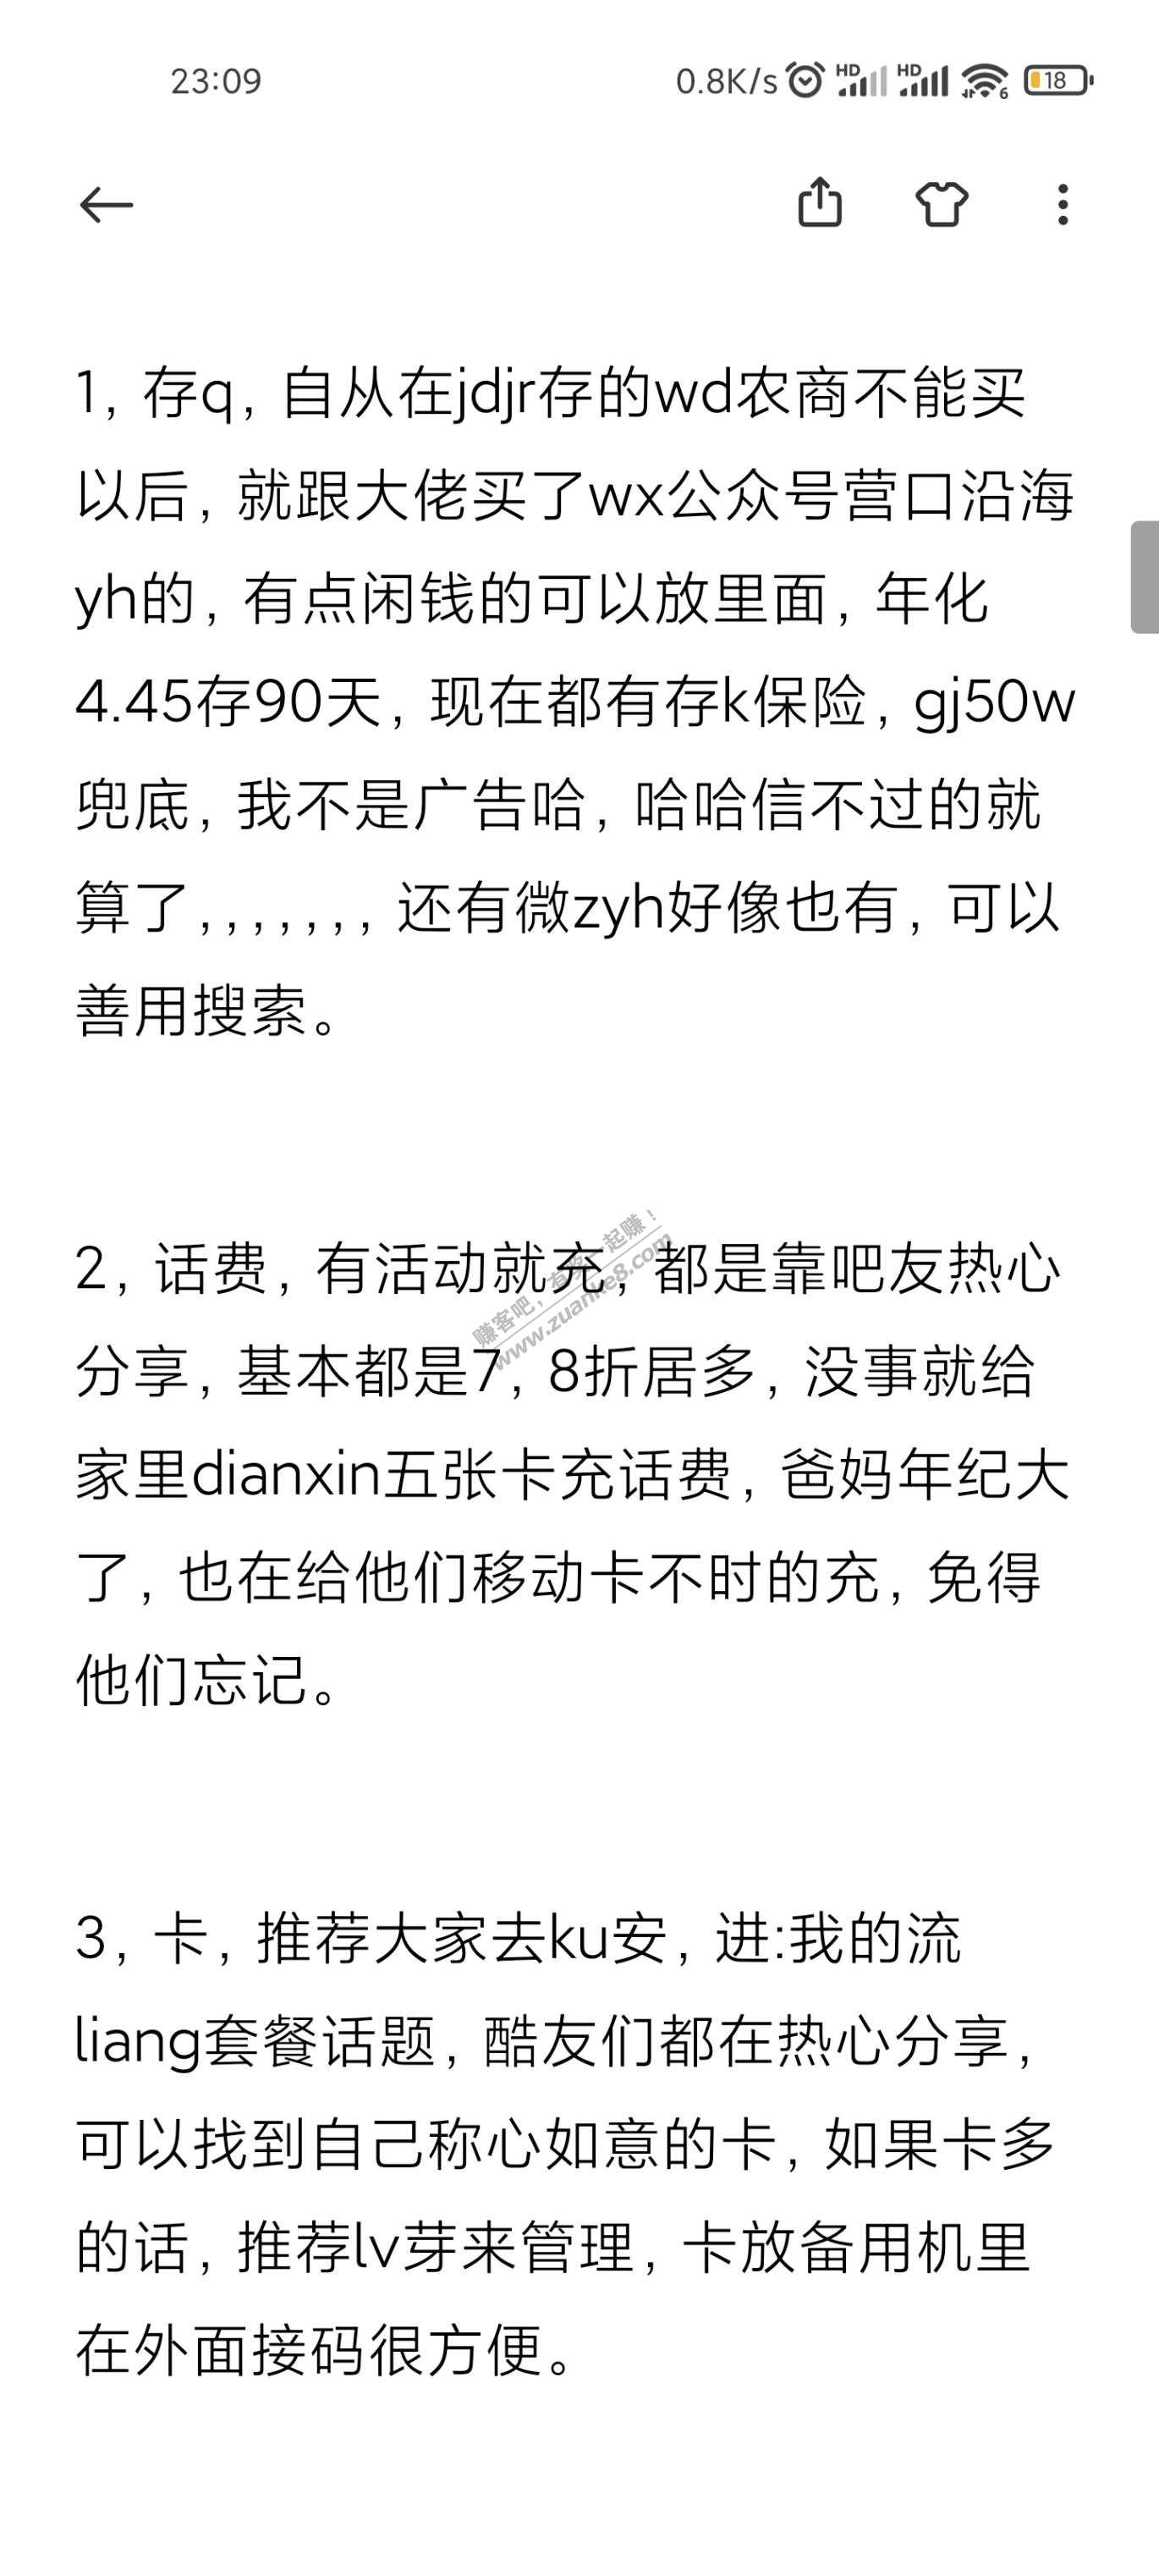 23:09
0.8K/s HD HD 6 18
1，存q，自从在jdjr存的wd农商不能买
以后，就跟大佬买了wx公众号营口沿海
yh的，有点闲钱的可以放里面，年化
4.45存90天，现在都有存k保险，gj50w
兜底，我不是广告哈，哈哈信不过的就
算了，，，，，，，还有微zyh好像也有，可以
善用搜索。
2，话费，有活动就充，都是靠吧友热心
分享，基本都是7，8折居多，没事就给
家里dianxin五张卡充话费，爸妈年纪大
了，也在给他们移动卡不时的充，免得
他们忘记。
赚客吧，有奖一起赚！
www.zuanke8.com
3，卡，推荐大家去ku安，进:我的流
liang套餐话题，酷友们都在热心分享，
可以找到自己称心如意的卡，如果卡多
的话，推荐lv芽来管理，卡放备用机里
在外面接码很方便。